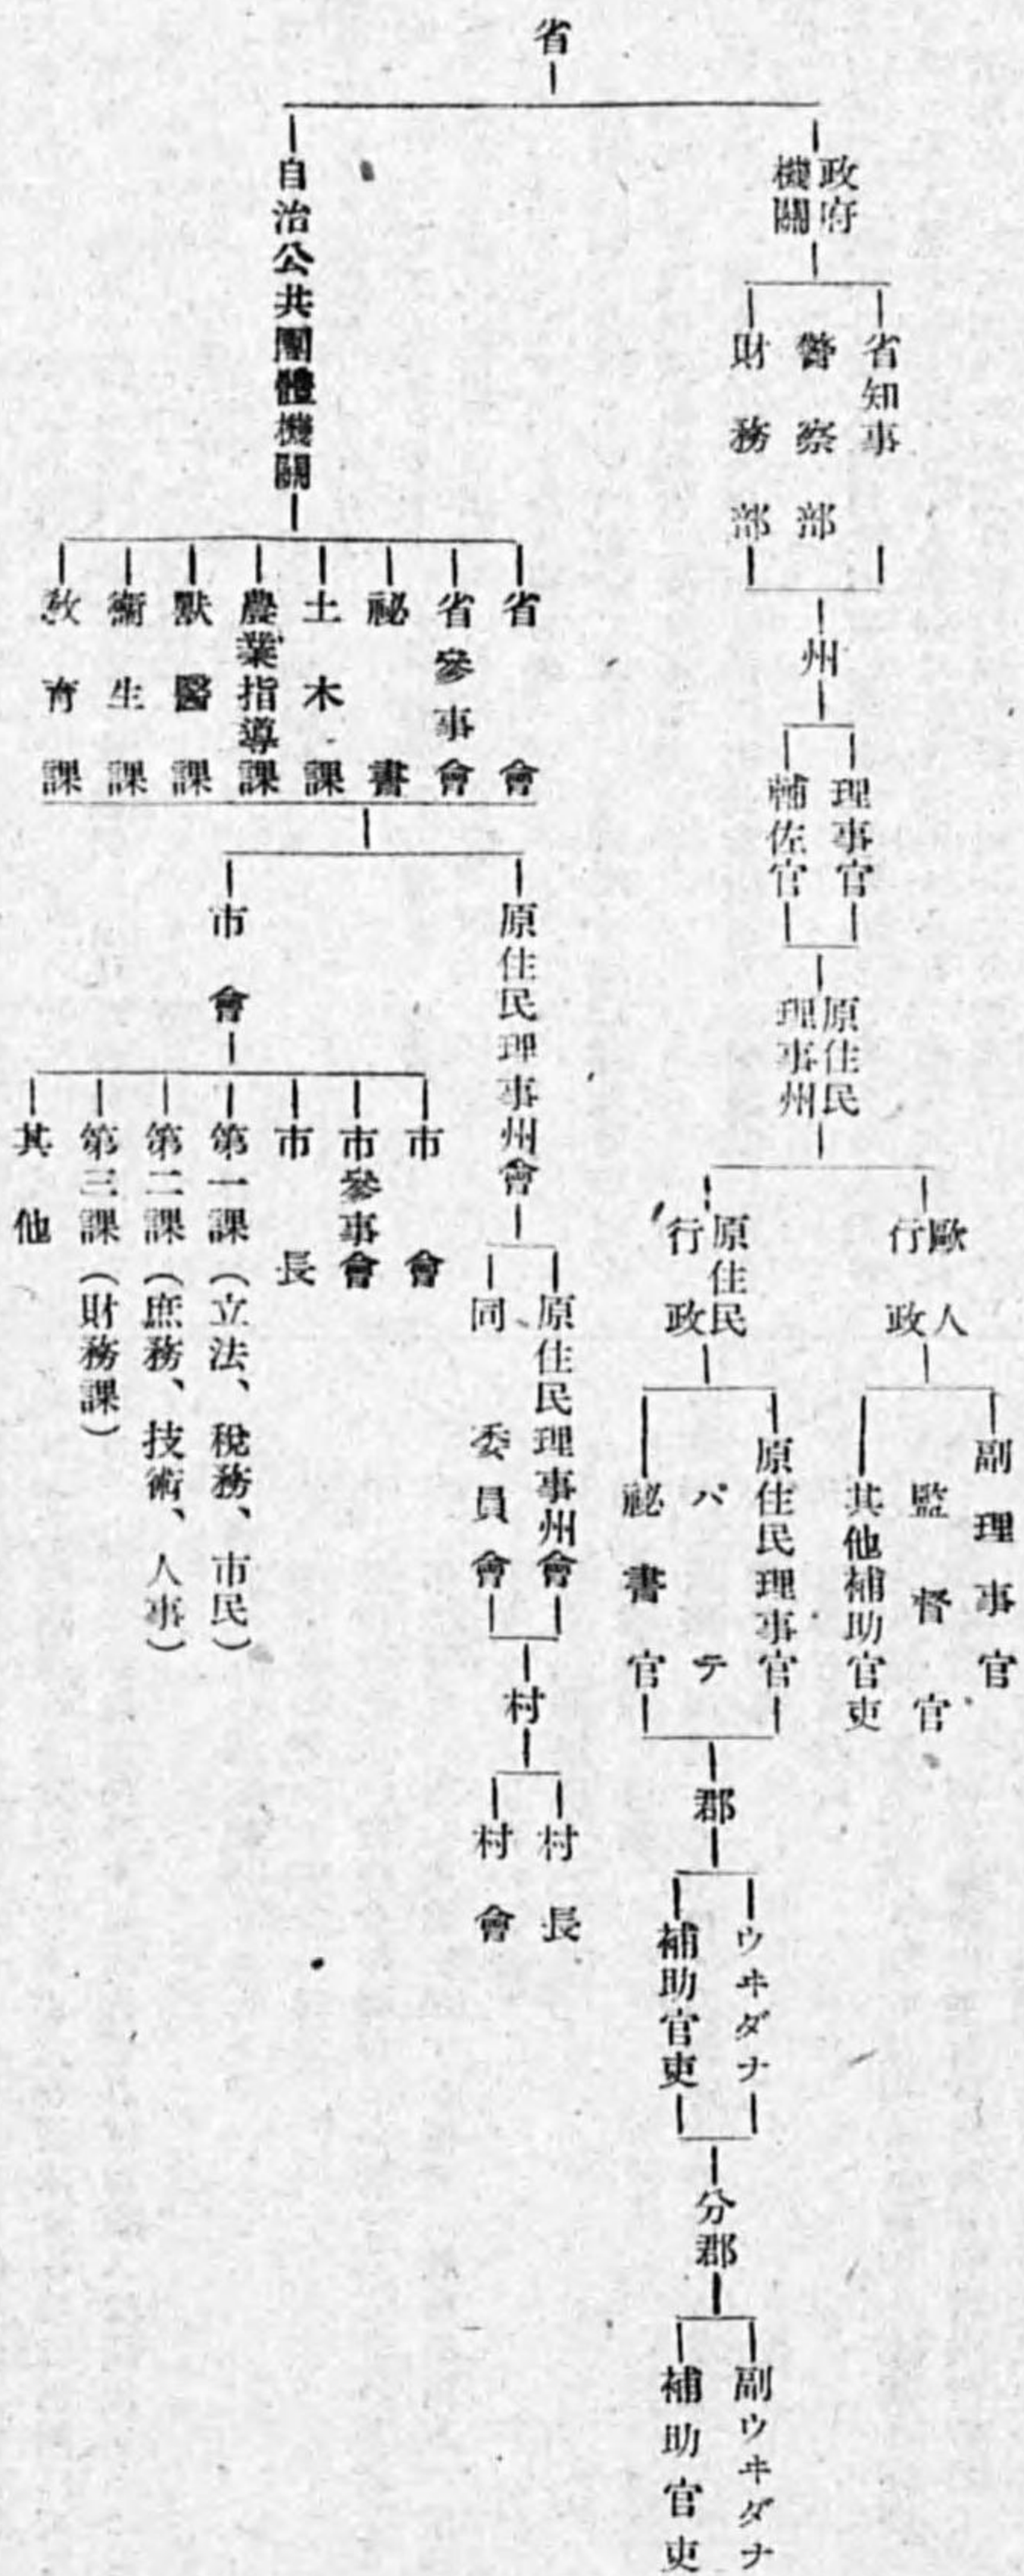 省
政府
機關
省知事
警察部
財務部
州
理事官
輔佐官
原住民
理事州
歐人
行政
副理事官
監督官
其他補助官吏
原住民
行政
原住民理事官
パテ
祕書官
郡
ウヰダナ
補助官吏
分郡
副ウヰダナ
補助官吏
自治公共團體機關
省會
省參事會
祕書
土木課
農業指導課
獸醫課
衞生課
教育課
原住民理事州會
原住民理事州會
同委員會
村
村長
村會
市會
市會
市參事會
市長
第一課（立法、稅務、市民）
第二課（庶務、技術、人事）
第三課（財務課）
其他